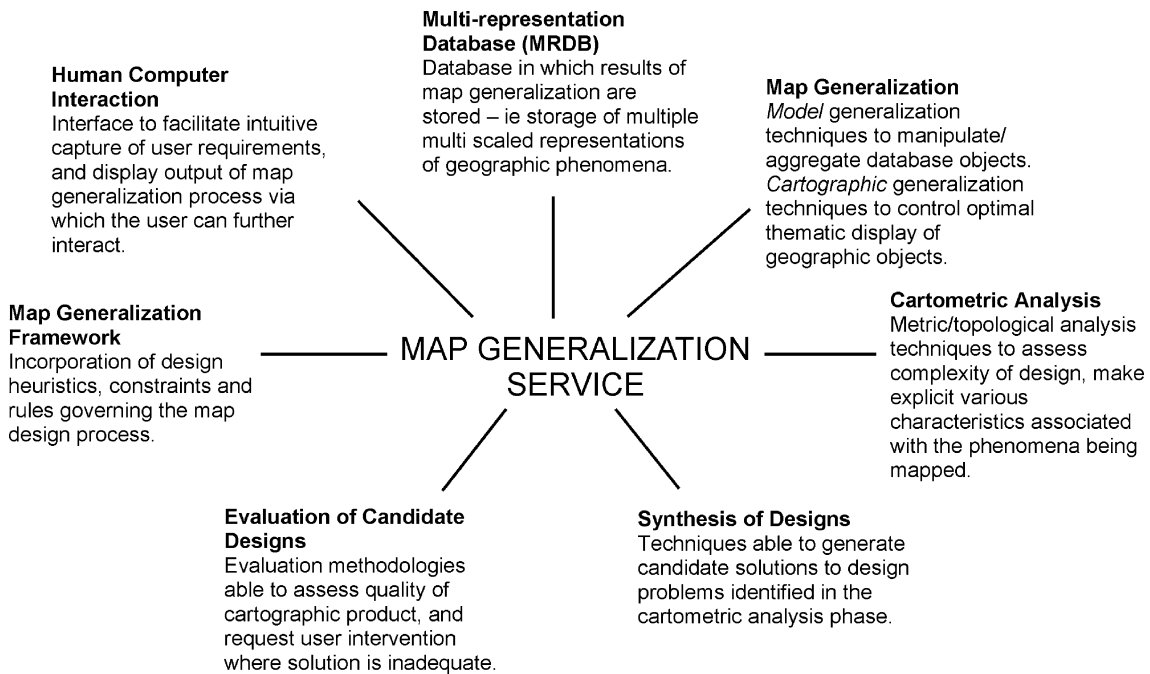 Multi-representation
Database (MRDB)
Database in which results of
map generalization are
stored – ie storage of multiple
multi scaled representations
of geographic phenomena.
Human Computer
Interaction
Interface to facilitate intuitive
capture of user requirements,
and display output of map
generalization process via
which the user can further
interact.
Map Generalization
Model generalization
techniques to manipulate/
aggregate database objects.
Cartographic generalization
techniques to control optimal
thematic display of
geographic objects.
Map Generalization
Framework
Incorporation of design
heuristics, constraints and
rules governing the map
design process.
MAP GENERALIZATION
SERVICE
Cartometric Analysis
Metric/topological analysis
techniques to assess
complexity of design, make
explicit various
characteristics associated
with the phenomena being
mapped.
Evaluation of Candidate
Designs
Evaluation methodologies
able to assess quality of
cartographic product, and
request user intervention
where solution is inadequate.
Synthesis of Designs
Techniques able to generate
candidate solutions to design
problems identified in the
cartometric analysis phase.